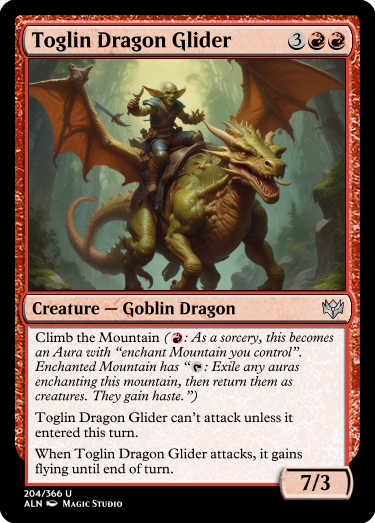 Toglin Dragon Glider 3
Creature — Goblin Dragon
Climb the Mountain (: As a sorcery, this becomes
an Aura with “enchant Mountain you control”.
Enchanted Mountain has “: Exile any auras
enchanting this mountain, then return them as
creatures. They gain haste.”)
Toglin Dragon Glider can’t attack unless it
entered this turn.
When Toglin Dragon Glider attacks, it gains
flying until end of turn.
7/3
204/366 U
ALN Magic Studio